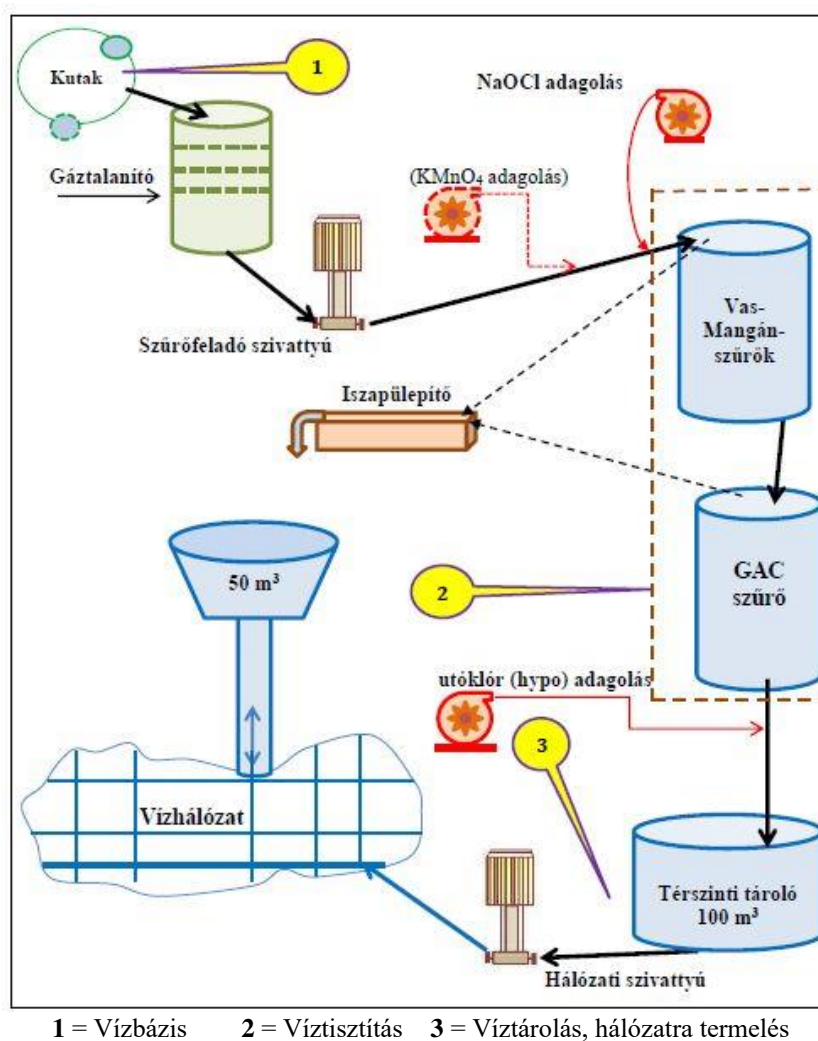 Kutak
1
NaOCl adagolás
Gáztalanító
(KMnO₄ adagolás)
Vas-
Mangán-
szűrők
Szűrőfeladó szivattyú
Iszapülepítő
50 m³
2
GAC
szűrő
utóklór (hypo) adagolás
3
Vízhálózat
Térszinti tároló
100 m³
Hálózati szivattyú
1 = Vízbázis 2 = Víztisztítás 3 = Víztárolás, hálózatra termelés